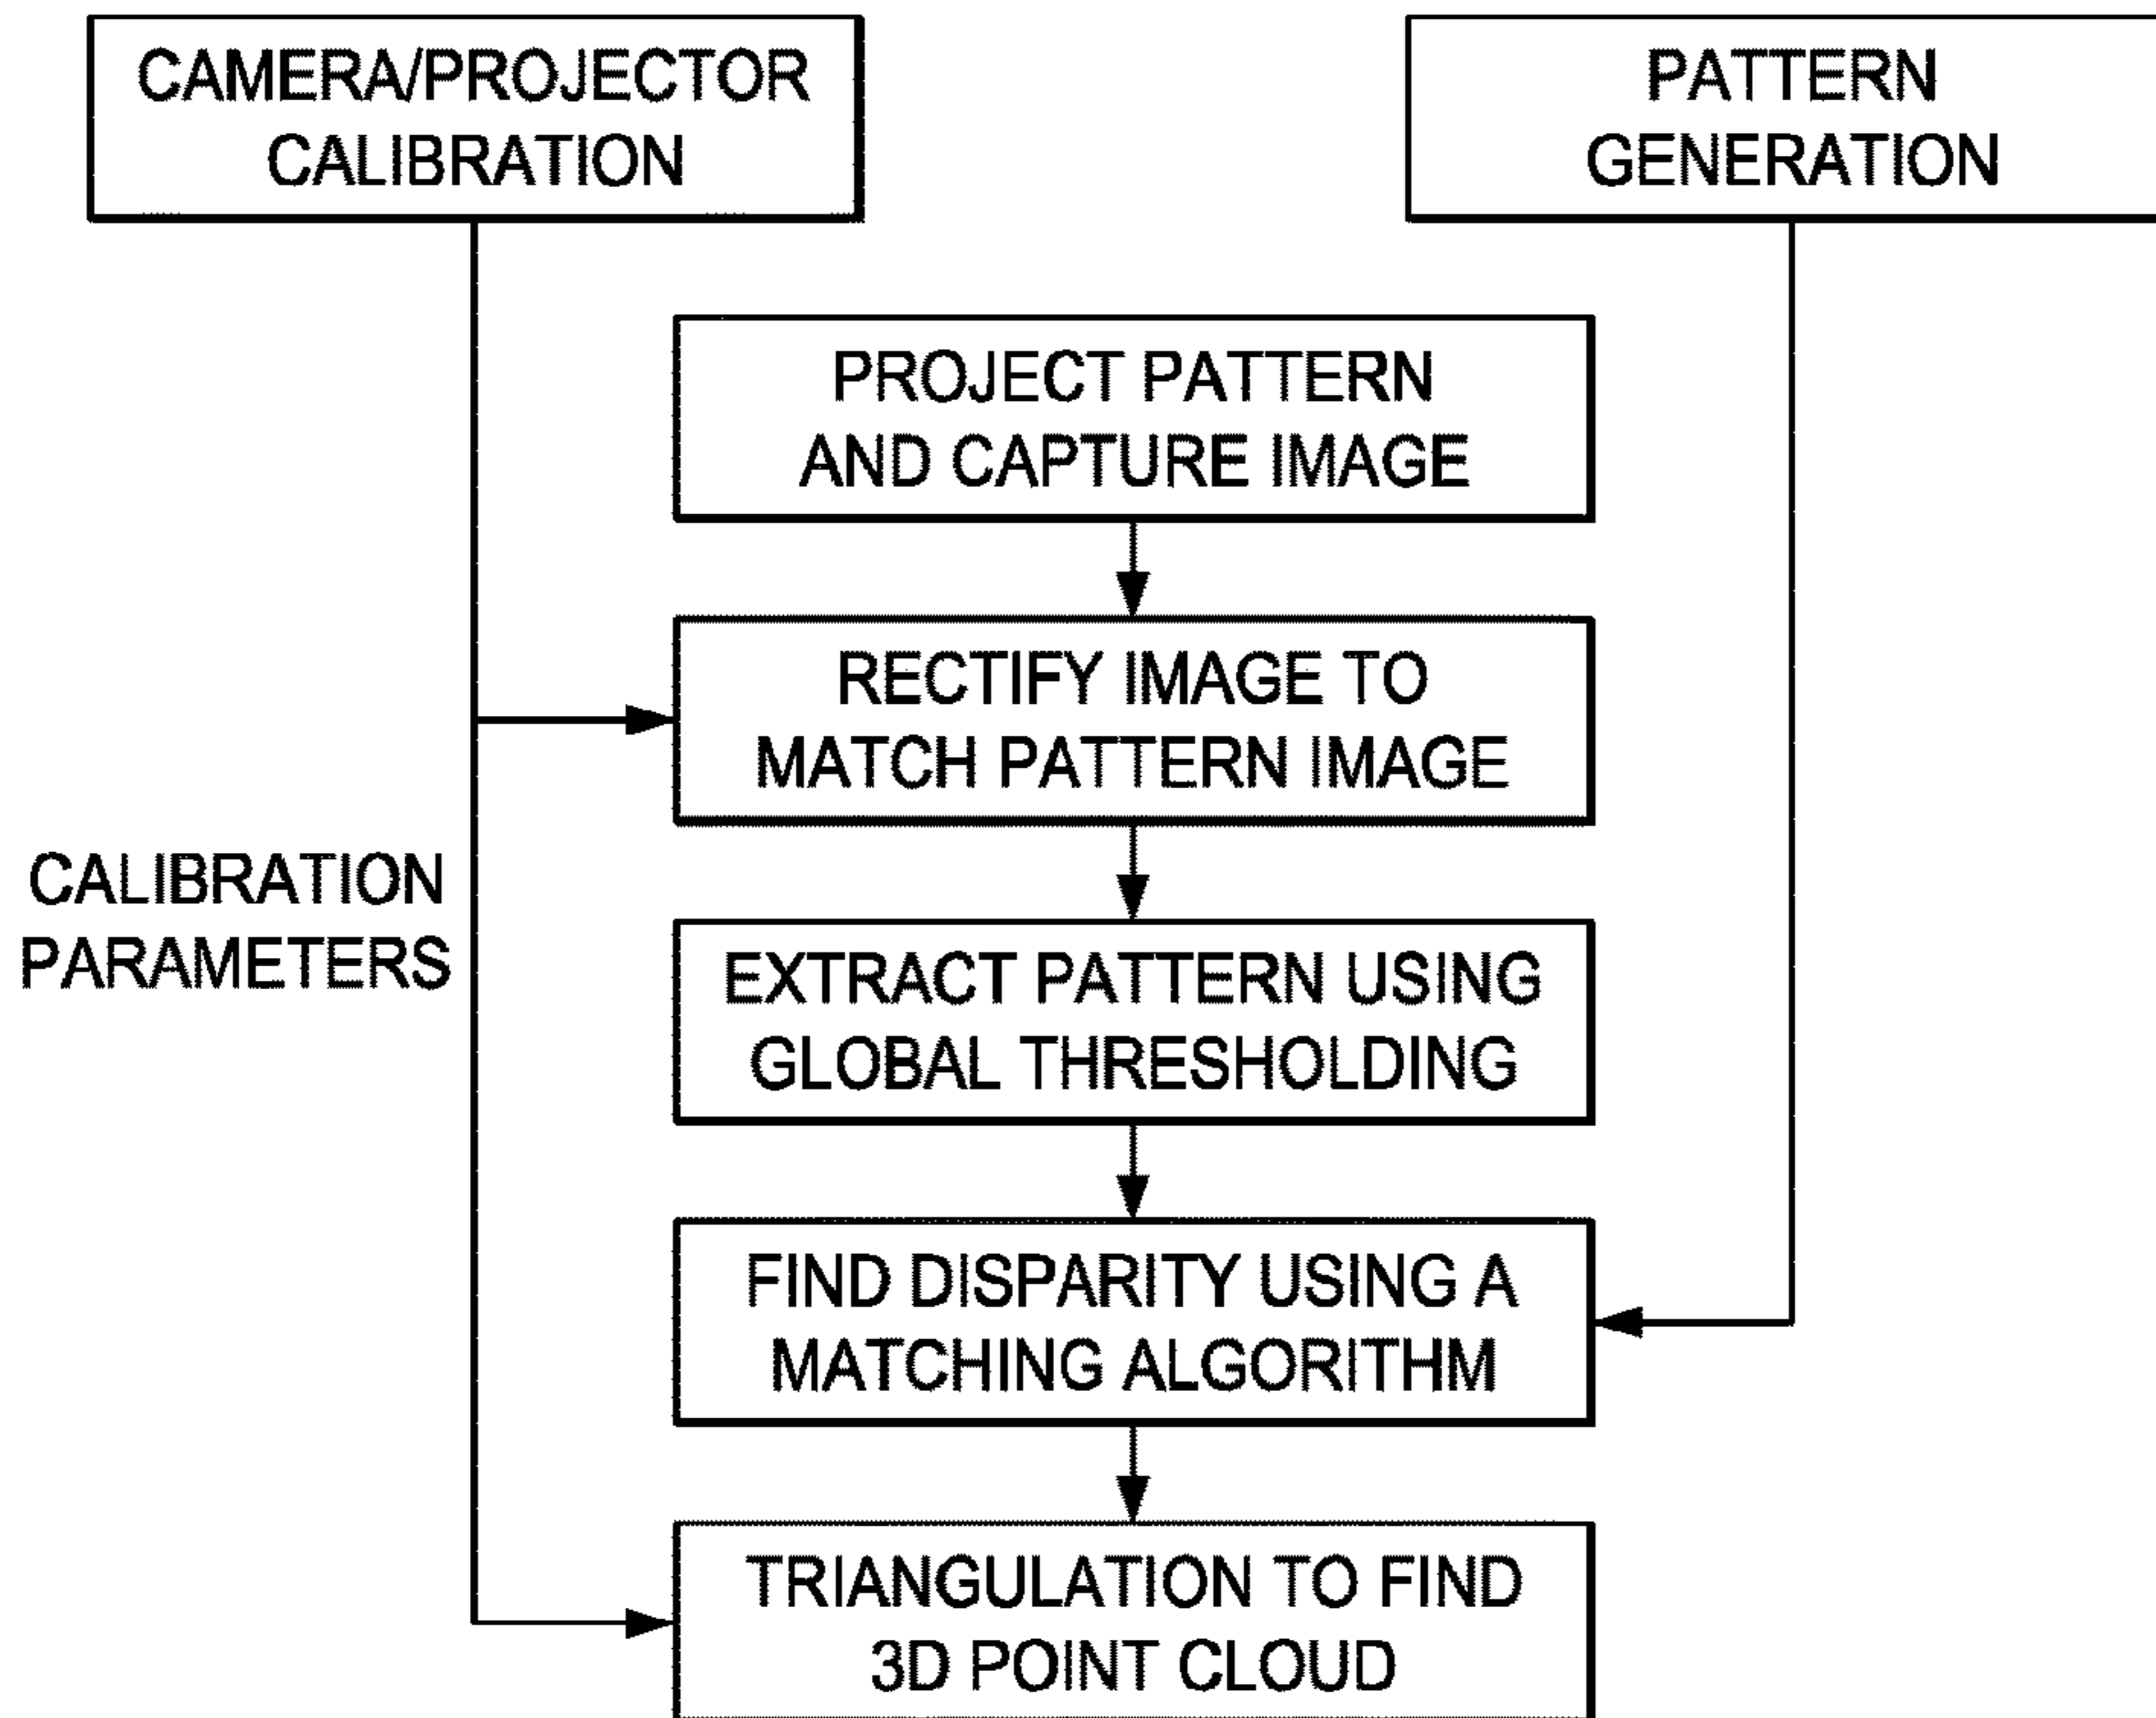 CAMERA/PROJECTOR
CALIBRATION
PATTERN
GENERATION
PROJECT PATTERN
AND CAPTURE IMAGE
RECTIFY IMAGE TO
MATCH PATTERN IMAGE
CALIBRATION
PARAMETERS
EXTRACT PATTERN USING
GLOBAL THRESHOLDING
FIND DISPARITY USING A
MATCHING ALGORITHM
TRIANGULATION TO FIND
3D POINT CLOUD